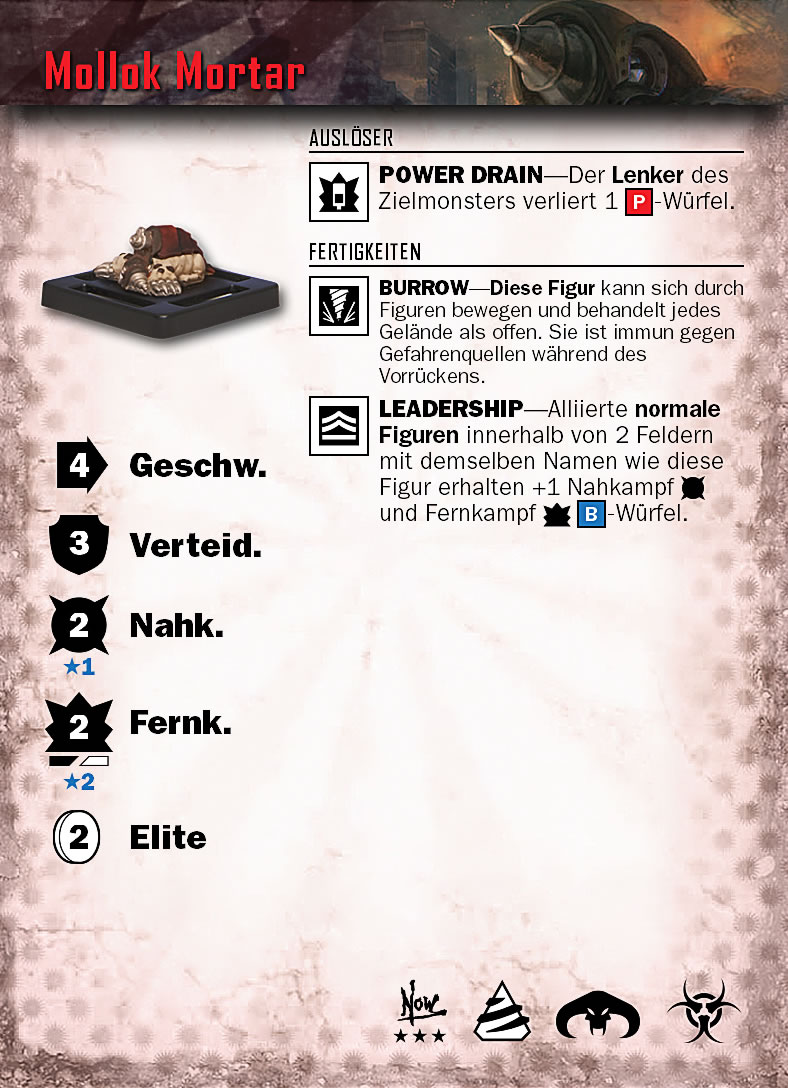 Mollok Mortar
AUSLÖSER
POWER DRAIN—Der Lenker des
Zielmonsters verliert 1 P-Würfel.
FERTIGKEITEN
BURROW—Diese Figur kann sich durch
Figuren bewegen und behandelt jedes
Gelände als offen. Sie ist immun gegen
Gefahrenquellen während des
Vorrückens.
LEADERSHIP—Alliierte normale
Figuren innerhalb von 2 Feldern
mit demselben Namen wie diese
Figur erhalten +1 Nahkampf
und Fernkampf B-Würfel.
4 Geschw.
3 Verteid.
2 Nahk.
★1
2 Fernk.
★2
2 Elite
Now
★★★